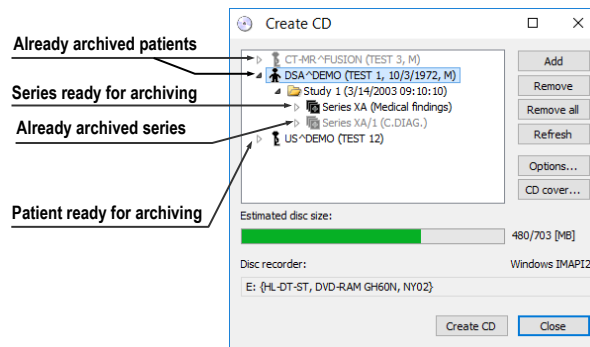 Create CD
Already archived patients
CT-MR^FUSION (TEST 3, M)
DSA^DEMO (TEST 1, 10/3/1972, M)
Study 1 (3/14/2003 09:10:10)
Series ready for archiving
Series XA (Medical findings)
Already archived series
Series XA/1 (C.DIAG.)
US^DEMO (TEST 12)
Patient ready for archiving
Add
Remove
Remove all
Refresh
Options...
CD cover...
Estimated disc size:
480/703 [MB]
Disc recorder:
Windows IMAPI2
E: {HL-DT-ST, DVD-RAM GH60N, NY02}
Create CD
Close